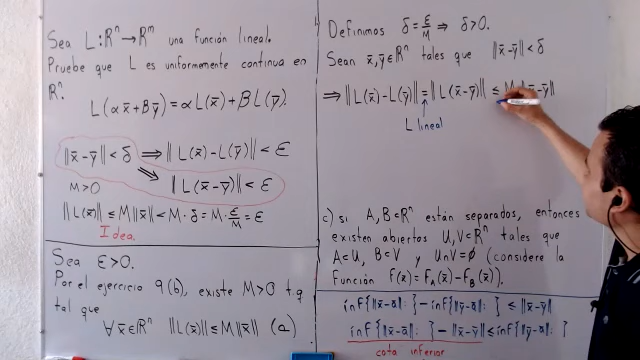 Sea L:ℝⁿ→ℝᵐ una función lineal.
Pruebe que L es uniformemente continua en
ℝⁿ.
L(αx̄+Bȳ)=αL(x̄)+βL(ȳ).
‖x̄-ȳ‖<δ ⟹ ‖L(x̄)-L(ȳ)‖<ε
M>0 ⟹ ‖L(x̄-ȳ)‖<ε
‖L(x̄)‖≤M‖x̄‖<M·δ=M·ε/M=ε
Idea.
Sea ε>0.
Por el ejercicio 9(b), existe M>0 t.q
tal que
∀x̄∈ℝⁿ ‖L(x̄)‖≤M‖x̄‖ (a)
Definimos δ=ε/M ⟹ δ>0.
Sean x̄,ȳ∈ℝⁿ tales que ‖x̄-ȳ‖<δ
⟹‖L(x̄)-L(ȳ)‖=‖L(x̄-ȳ)‖≤M‖x̄-ȳ‖
L lineal
c) si A,B⊂ℝⁿ están separados, entonces
existen abiertos U,V⊂ℝⁿ tales que
A⊂U, B⊂V y U∩V=∅ (considere la
Función f(x̄)=F_A(x̄)-F_B(x̄)).
inf{‖x̄-ā‖: }-inf{‖ȳ-ā‖: }≤‖x̄-ȳ‖
inf{‖x̄-ā‖: }-‖x̄-ȳ‖≤inf{‖ȳ-ā‖: }
cota inferior